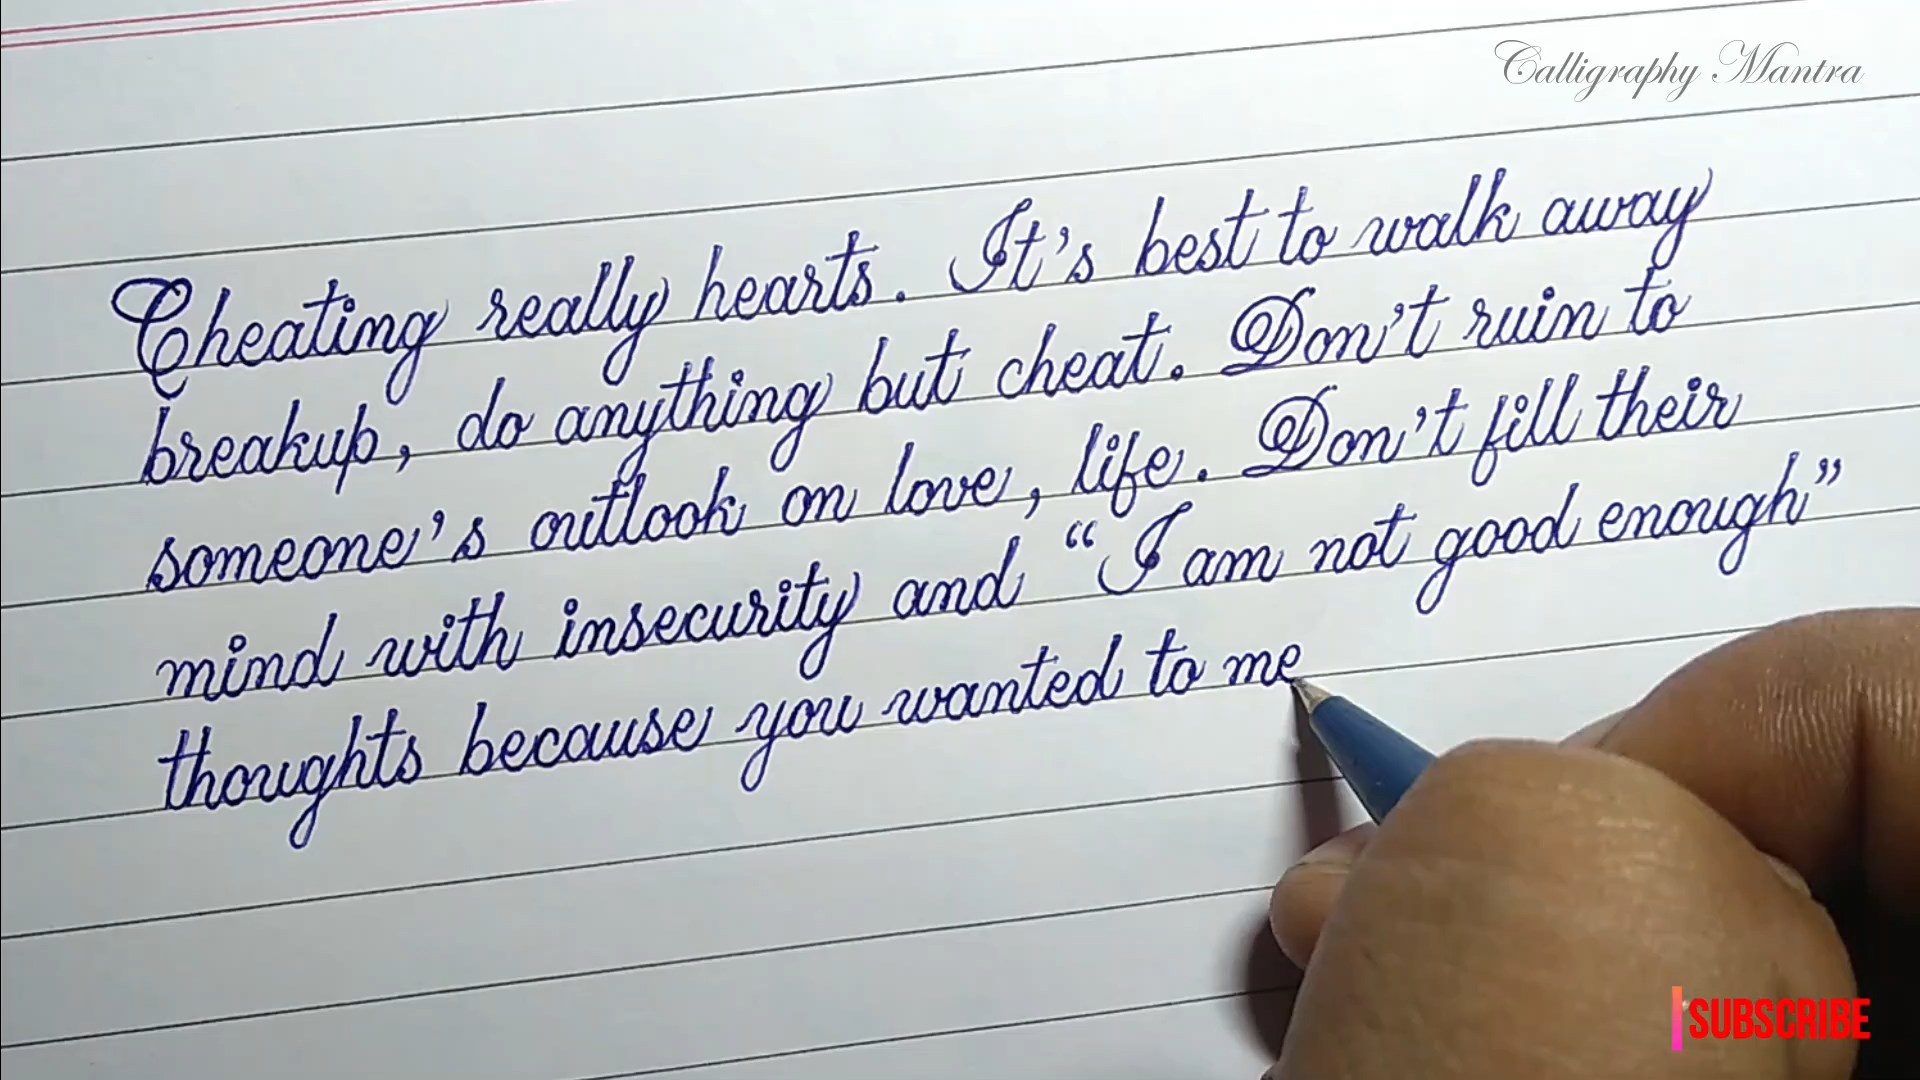 Calligraphy Mantra
Cheating really hearts. It's best to walk away
breakup, do anything but cheat. Don't ruin to
someone's outlook on love, life. Don't fill their
mind with insecurity and “I am not good enough”
thoughts because you wanted to me
SUBSCRIBE